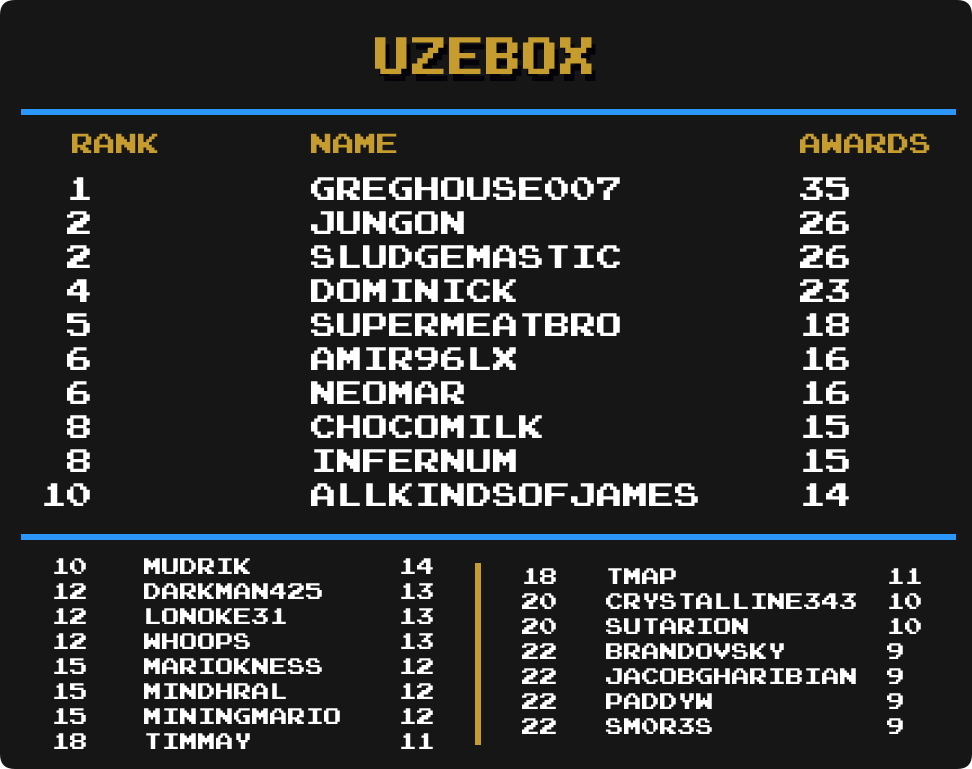 UZEBOX
RANK NAME AWARDS
1 GREGHOUSE007 35
2 JUNGON 26
2 SLUDGEMASTIC 26
4 DOMINICK 23
5 SUPERMEATBRO 18
6 AMIR96LX 16
6 NEOMAR 16
8 CHOCOMILK 15
8 INFERNUM 15
10 ALLKINDSOFJAMES 14
10 MUDRIK 14
12 DARKMAN425 13
12 LONOKE31 13
12 WHOOPS 13
15 MARIOKNESS 12
15 MINDHRAL 12
15 MININGMARIO 12
18 TIMMAY 11
18 TMAP 11
20 CRYSTALLINE343 10
20 SUTARION 10
22 BRANDOVSKY 9
22 JACOBGHARIBIAN 9
22 PADDYW 9
22 SMOR3S 9